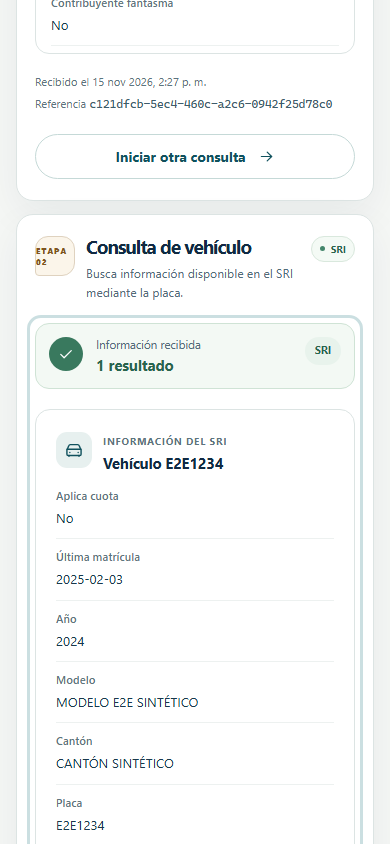 Contribuyente fantasma
No
Recibido el 15 nov 2026, 2:27 p. m.
Referencia c121dfcb-5ec4-460c-a2c6-0942f25d78c0
Iniciar otra consulta →
ETAPA
02
Consulta de vehículo
SRI
Busca información disponible en el SRI
mediante la placa.
Información recibida
1 resultado
SRI
INFORMACIÓN DEL SRI
Vehículo E2E1234
Aplica cuota
No
Última matrícula
2025-02-03
Año
2024
Modelo
MODELO E2E SINTÉTICO
Cantón
CANTÓN SINTÉTICO
Placa
E2E1234